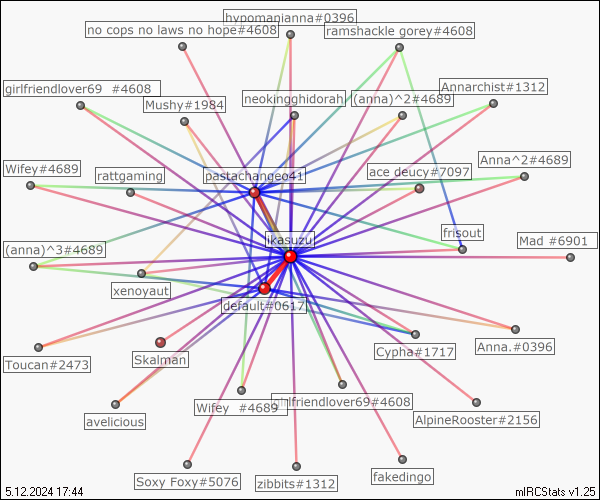 hypomanianna#0396
no cops no laws no hope#4608
ramshackle gorey#4608
girlfriendlover69 #4608
Annarchist#1312
Mushy#1984
neokingghidorah
(anna)^2#4689
Wifey#4689
rattgaming
pastachangeo41
ace deucy#7097
Anna^2#4689
(anna)^3#4689
ikasuzu
frisout
Mad #6901
xenoyaut
default#0617
Toucan#2473
Skalman
Cypha#1717
Anna.#0396
avelicious
Wifey #4689
girlfriendlover69#4608
AlpineRooster#2156
Soxy Foxy#5076
zibbits#1312
fakedingo
5.12.2024 17:44
mIRCStats v1.25